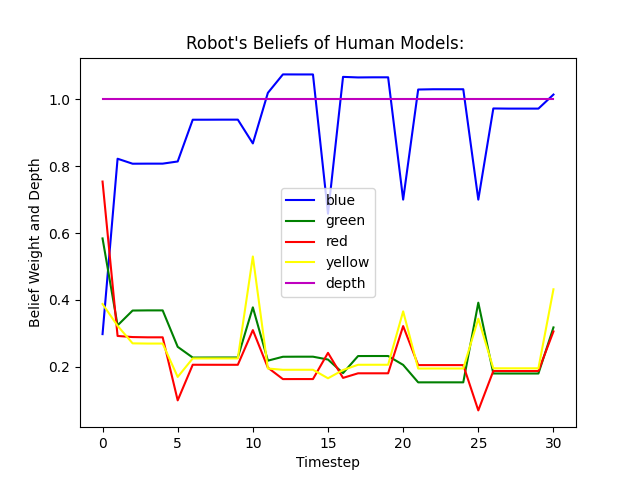 Robot's Beliefs of Human Models:
Belief Weight and Depth
1.0
0.8
0.6
0.4
0.2
blue
green
red
yellow
depth
0 5 10 15 20 25 30
Timestep